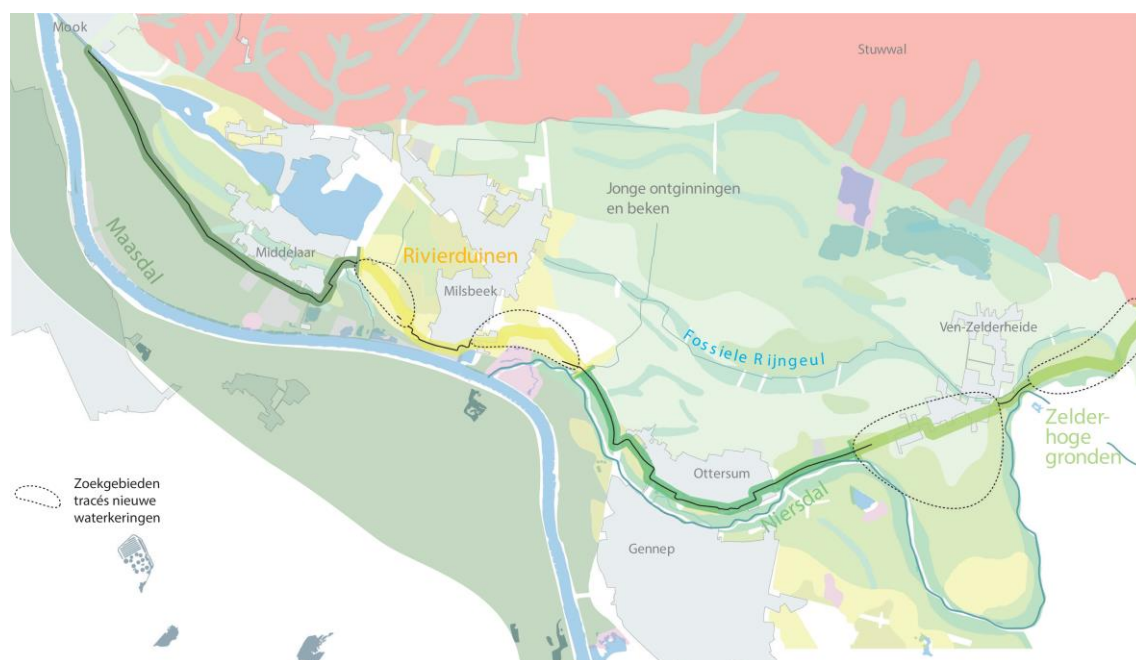 Mook
Stuwwal
Jonge ontginningen
en beken
Maasdal
Middelaar
Rivierduinen
Milsbeek
Fossiele Rijngeul
Ven-Zelderheide
Zelder-
hoge
gronden
Ottersum
Niersdal
Gennep
Zoekgebieden
tracés nieuwe
waterkeringen